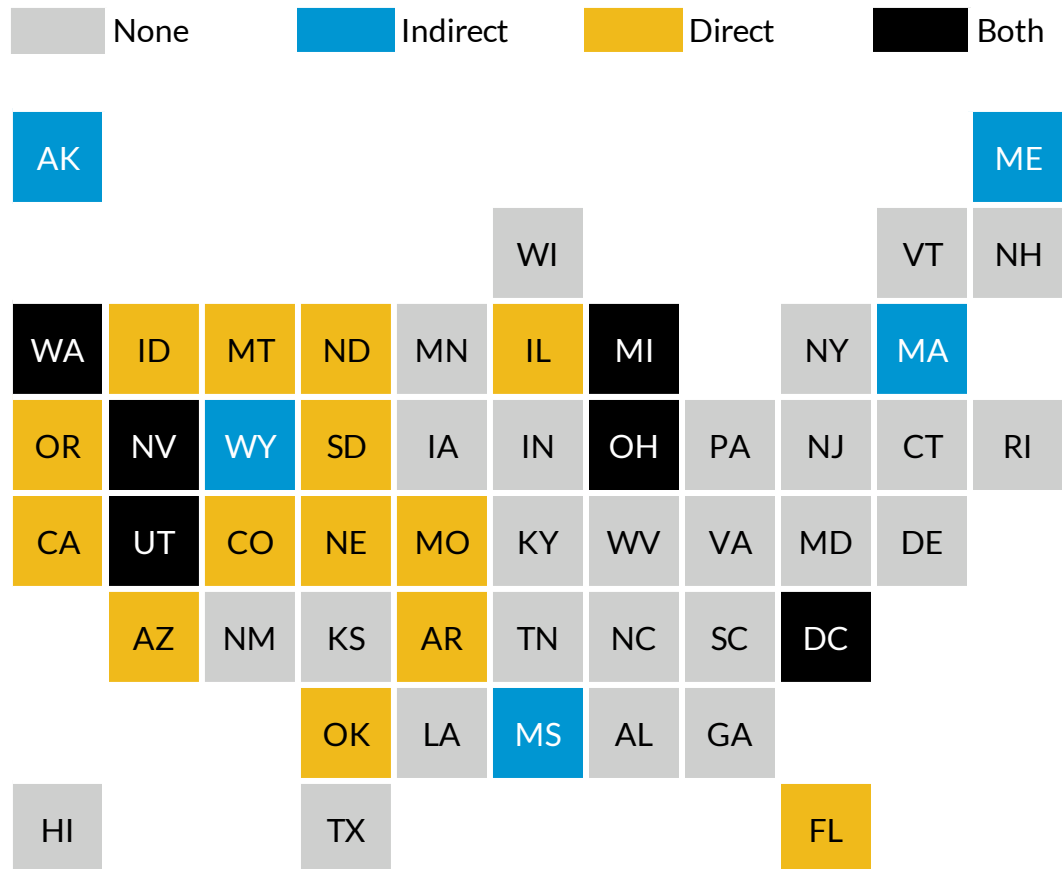 None Indirect Direct Both
AK ME
WI VT NH
WA ID MT ND MN IL MI NY MA
OR NV WY SD IA IN OH PA NJ CT RI
CA UT CO NE MO KY WV VA MD DE
AZ NM KS AR TN NC SC DC
OK LA MS AL GA
HI TX FL